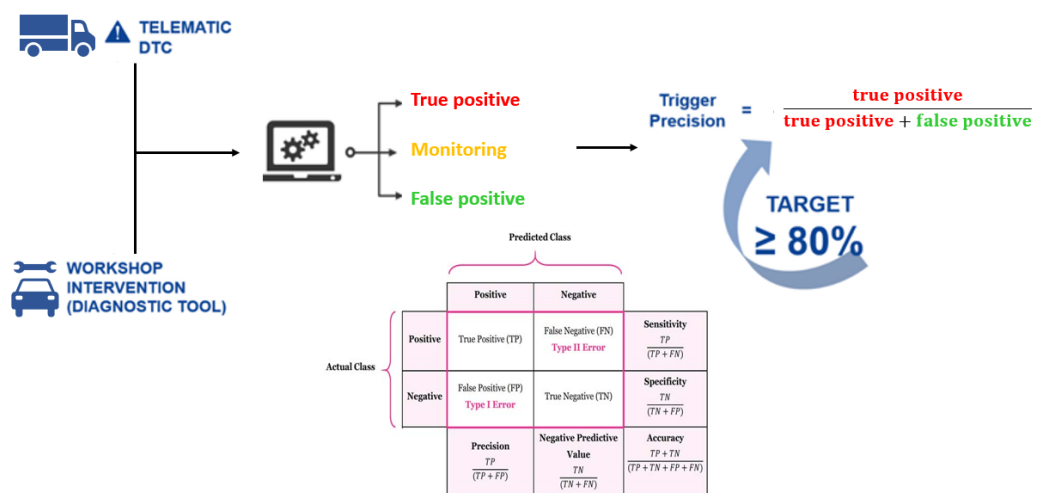 TELEMATIC
DTC
True positive
Monitoring
False positive
Trigger
Precision
=
true positive
true positive + false positive
TARGET
≥ 80%
WORKSHOP
INTERVENTION
(DIAGNOSTIC TOOL)
Predicted Class
Positive
Negative
Actual Class
Positive
True Positive (TP)
False Negative (FN)
Type II Error
Sensitivity
TP
(TP + FN)
Negative
False Positive (FP)
Type I Error
True Negative (TN)
Specificity
TN
(TN + FP)
Precision
TP
(TP + FP)
Negative Predictive
Value
TN
(TN + FN)
Accuracy
TP + TN
(TP + TN + FP + FN)